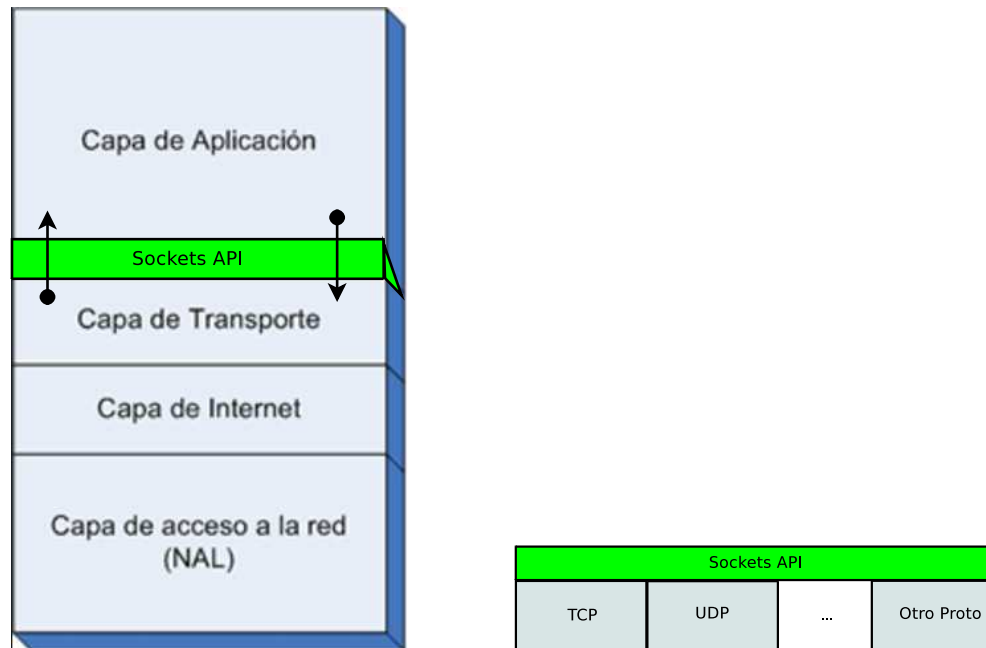 Capa de Aplicación
Sockets API
Capa de Transporte
Capa de Internet
Capa de acceso a la red
(NAL)
Sockets API
TCP
UDP
...
Otro Proto